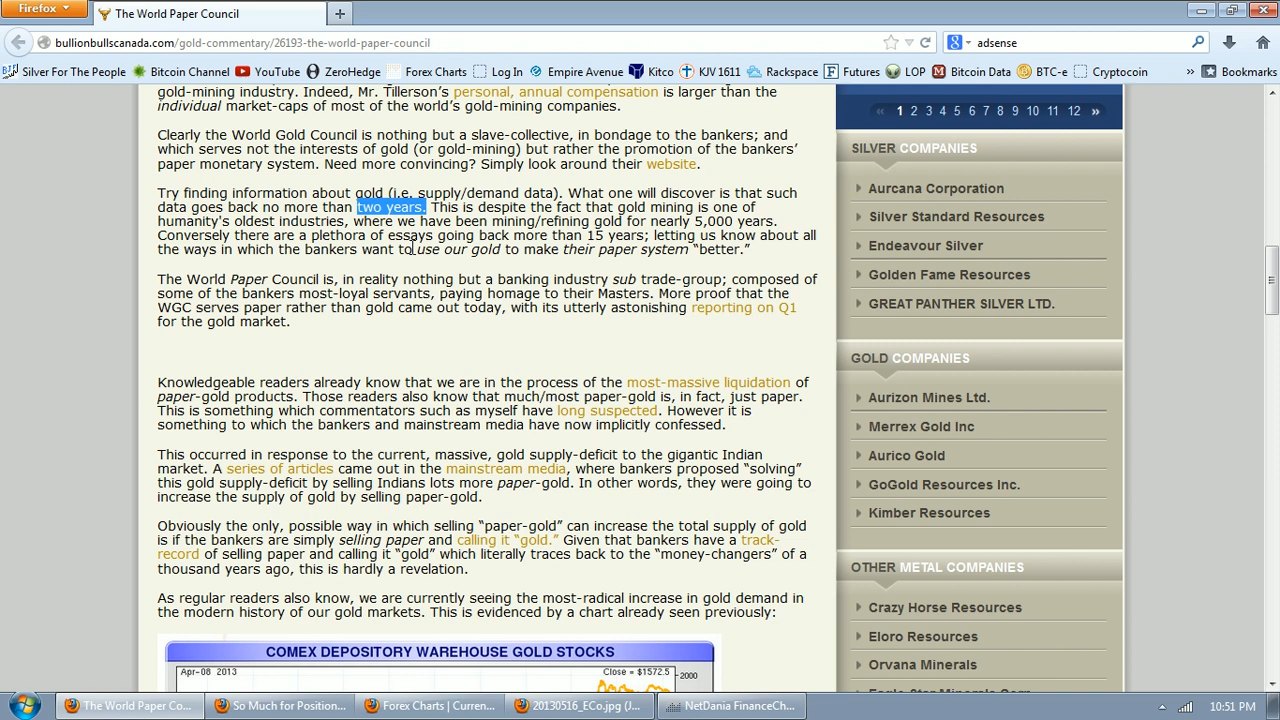 Firefox
The World Paper Council
bullionbullscanada.com/gold-commentary/26193-the-world-paper-council
adsense
Silver For The People
Bitcoin Channel
YouTube
ZeroHedge
Forex Charts
Log In
Empire Avenue
Kitco
KJV 1611
Rackspace
Futures
LOP
Bitcoin Data
BTC-e
Cryptocoin
»
Bookmarks
gold-mining industry. Indeed, Mr. Tillerson's personal, annual compensation is larger than the
individual market-caps of most of the world's gold-mining companies.
Clearly the World Gold Council is nothing but a slave-collective, in bondage to the bankers; and
which serves not the interests of gold (or gold-mining) but rather the promotion of the bankers'
paper monetary system. Need more convincing? Simply look around their website.
Try finding information about gold (i.e. supply/demand data). What one will discover is that such
data goes back no more than two years. This is despite the fact that gold mining is one of
humanity's oldest industries, where we have been mining/refining gold for nearly 5,000 years.
Conversely there are a plethora of essays going back more than 15 years; letting us know about all
the ways in which the bankers want to use our gold to make their paper system “better.”
The World Paper Council is, in reality nothing but a banking industry sub trade-group; composed of
some of the bankers most-loyal servants, paying homage to their Masters. More proof that the
WGC serves paper rather than gold came out today, with its utterly astonishing reporting on Q1
for the gold market.
Knowledgeable readers already know that we are in the process of the most-massive liquidation of
paper-gold products. Those readers also know that much/most paper-gold is, in fact, just paper.
This is something which commentators such as myself have long suspected. However it is
something to which the bankers and mainstream media have now implicitly confessed.
This occurred in response to the current, massive, gold supply-deficit to the gigantic Indian
market. A series of articles came out in the mainstream media, where bankers proposed “solving”
this gold supply-deficit by selling Indians lots more paper-gold. In other words, they were going to
increase the supply of gold by selling paper-gold.
Obviously the only, possible way in which selling “paper-gold” can increase the total supply of gold
is if the bankers are simply selling paper and calling it “gold.” Given that bankers have a track-
record of selling paper and calling it “gold” which literally traces back to the “money-changers” of a
thousand years ago, this is hardly a revelation.
As regular readers also know, we are currently seeing the most-radical increase in gold demand in
the modern history of our gold markets. This is evidenced by a chart already seen previously:
COMEX DEPOSITORY WAREHOUSE GOLD STOCKS
Apr-08 2013
Close = $1572.5
2000
« 1 2 3 4 5 6 7 8 9 10 11 12 »
SILVER COMPANIES
Aurcana Corporation
Silver Standard Resources
Endeavour Silver
Golden Fame Resources
GREAT PANTHER SILVER LTD.
GOLD COMPANIES
Aurizon Mines Ltd.
Merrex Gold Inc
Aurico Gold
GoGold Resources Inc.
Kimber Resources
OTHER METAL COMPANIES
Crazy Horse Resources
Eloro Resources
Orvana Minerals
Eagle Star Minerals Corp
The World Paper Co...
So Much for Position...
Forex Charts | Curren...
20130516_ECo.jpg (J...
NetDania FinanceCh...
10:51 PM